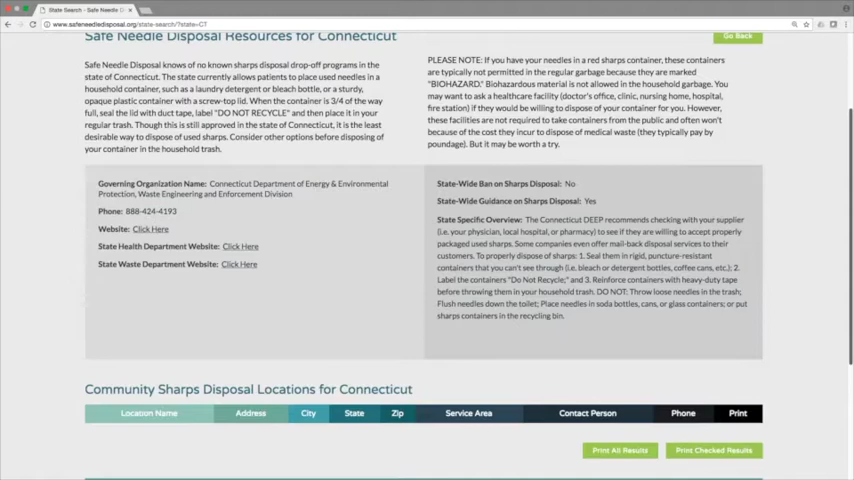 State Search - Safe Needle D
www.safeneedledisposal.org/state-search/?state=CT
Safe Needle Disposal Resources for Connecticut
Go Back
Safe Needle Disposal knows of no known sharps disposal drop-off programs in the
state of Connecticut. The state currently allows patients to place used needles in a
household container, such as a laundry detergent or bleach bottle, or a sturdy,
opaque plastic container with a screw-top lid. When the container is 3/4 of the way
full, seal the lid with duct tape, label "DO NOT RECYCLE" and then place it in your
regular trash. Though this is still approved in the state of Connecticut, it is the least
desirable way to dispose of used sharps. Consider other options before disposing of
your container in the household trash.
PLEASE NOTE: If you have your needles in a red sharps container, these containers
are typically not permitted in the regular garbage because they are marked
"BIOHAZARD." Biohazardous material is not allowed in the household garbage. You
may want to ask a healthcare facility (doctor's office, clinic, nursing home, hospital,
fire station) if they would be willing to dispose of your container for you. However,
these facilities are not required to take containers from the public and often won't
because of the cost they incur to dispose of medical waste (they typically pay by
poundage). But it may be worth a try.
Governing Organization Name: Connecticut Department of Energy & Environmental
Protection, Waste Engineering and Enforcement Division
Phone: 888-424-4193
Website: Click Here
State Health Department Website: Click Here
State Waste Department Website: Click Here
State-Wide Ban on Sharps Disposal: No
State-Wide Guidance on Sharps Disposal: Yes
State Specific Overview: The Connecticut DEEP recommends checking with your supplier
(i.e. your physician, local hospital, or pharmacy) to see if they are willing to accept properly
packaged used sharps. Some companies even offer mail-back disposal services to their
customers. To properly dispose of sharps: 1. Seal them in rigid, puncture-resistant
containers that you can't see through (i.e. bleach or detergent bottles, coffee cans, etc.); 2.
Label the containers "Do Not Recycle;" and 3. Reinforce containers with heavy-duty tape
before throwing them in your household trash. DO NOT: Throw loose needles in the trash;
Flush needles down the toilet; Place needles in soda bottles, cans, or glass containers; or put
sharps containers in the recycling bin.
Community Sharps Disposal Locations for Connecticut
Location Name Address City State Zip Service Area Contact Person Phone Print
Print All Results Print Checked Results